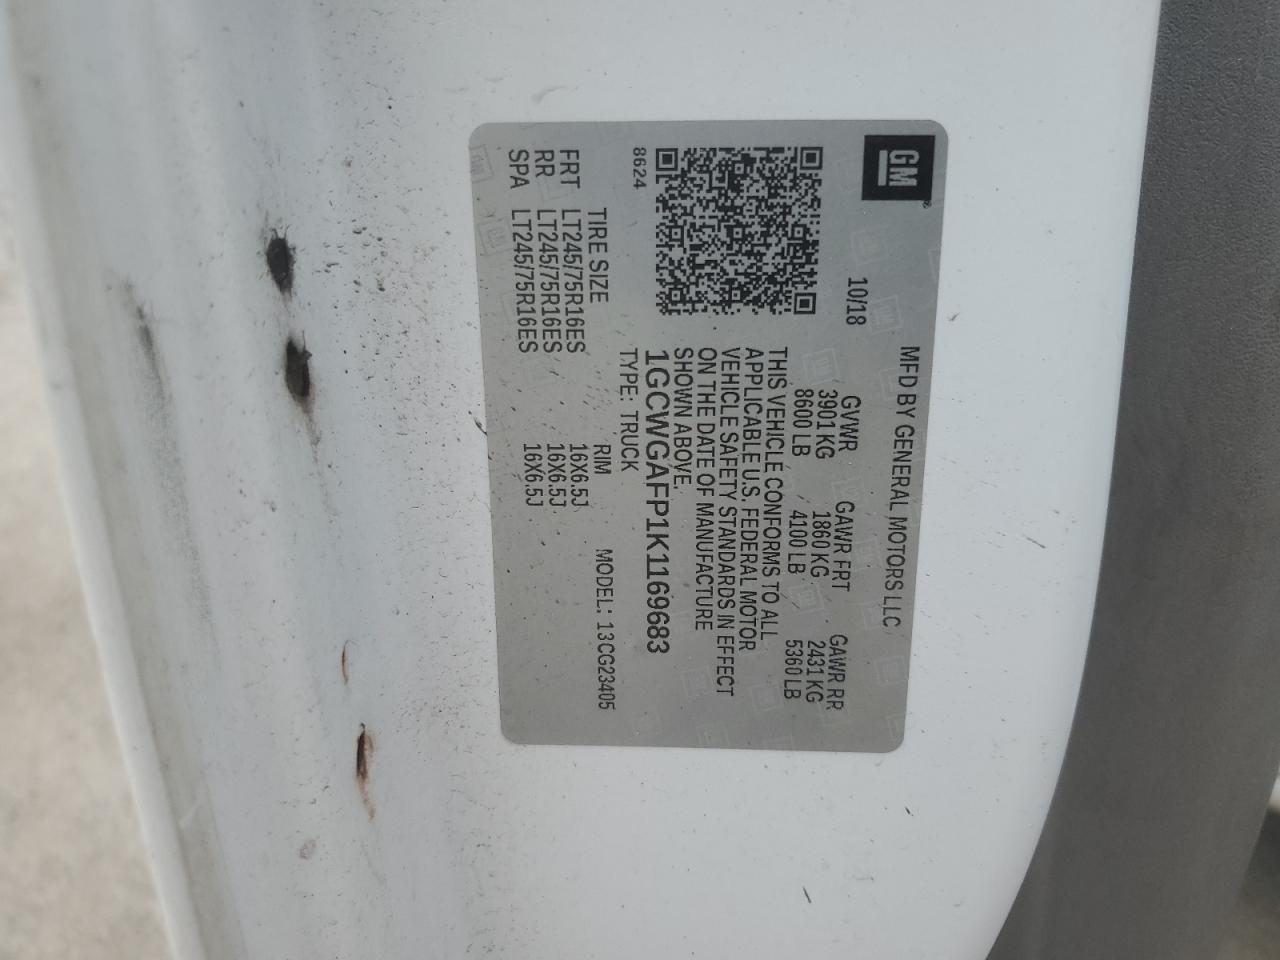 GM
MFD BY GENERAL MOTORS LLC
10/18
GVWR GAWR FRT GAWR RR
3901 KG 1860 KG 2431 KG
8600 LB 4100 LB 5360 LB
THIS VEHICLE CONFORMS TO ALL
APPLICABLE U.S. FEDERAL MOTOR
VEHICLE SAFETY STANDARDS IN EFFECT
ON THE DATE OF MANUFACTURE
SHOWN ABOVE.
8624
1GCWGAFP1K1169683
TYPE: TRUCK
TIRE SIZE RIM MODEL: 13CG23405
FRT LT245/75R16ES 16X6.5J
RR LT245/75R16ES 16X6.5J
SPA LT245/75R16ES 16X6.5J